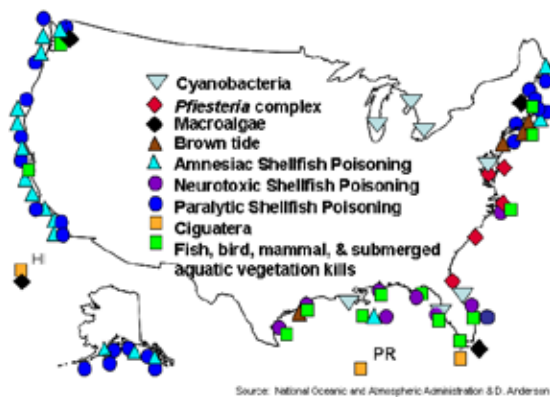 Cyanobacteria
Pfiesteria complex
Macroalgae
Brown tide
Amnesiac Shellfish Poisoning
Neurotoxic Shellfish Poisoning
Paralytic Shellfish Poisoning
Ciguatera
Fish, bird, mammal, & submerged
aquatic vegetation kills
HI
PR
Source: National Oceanic and Atmospheric Administration & D. Anderson